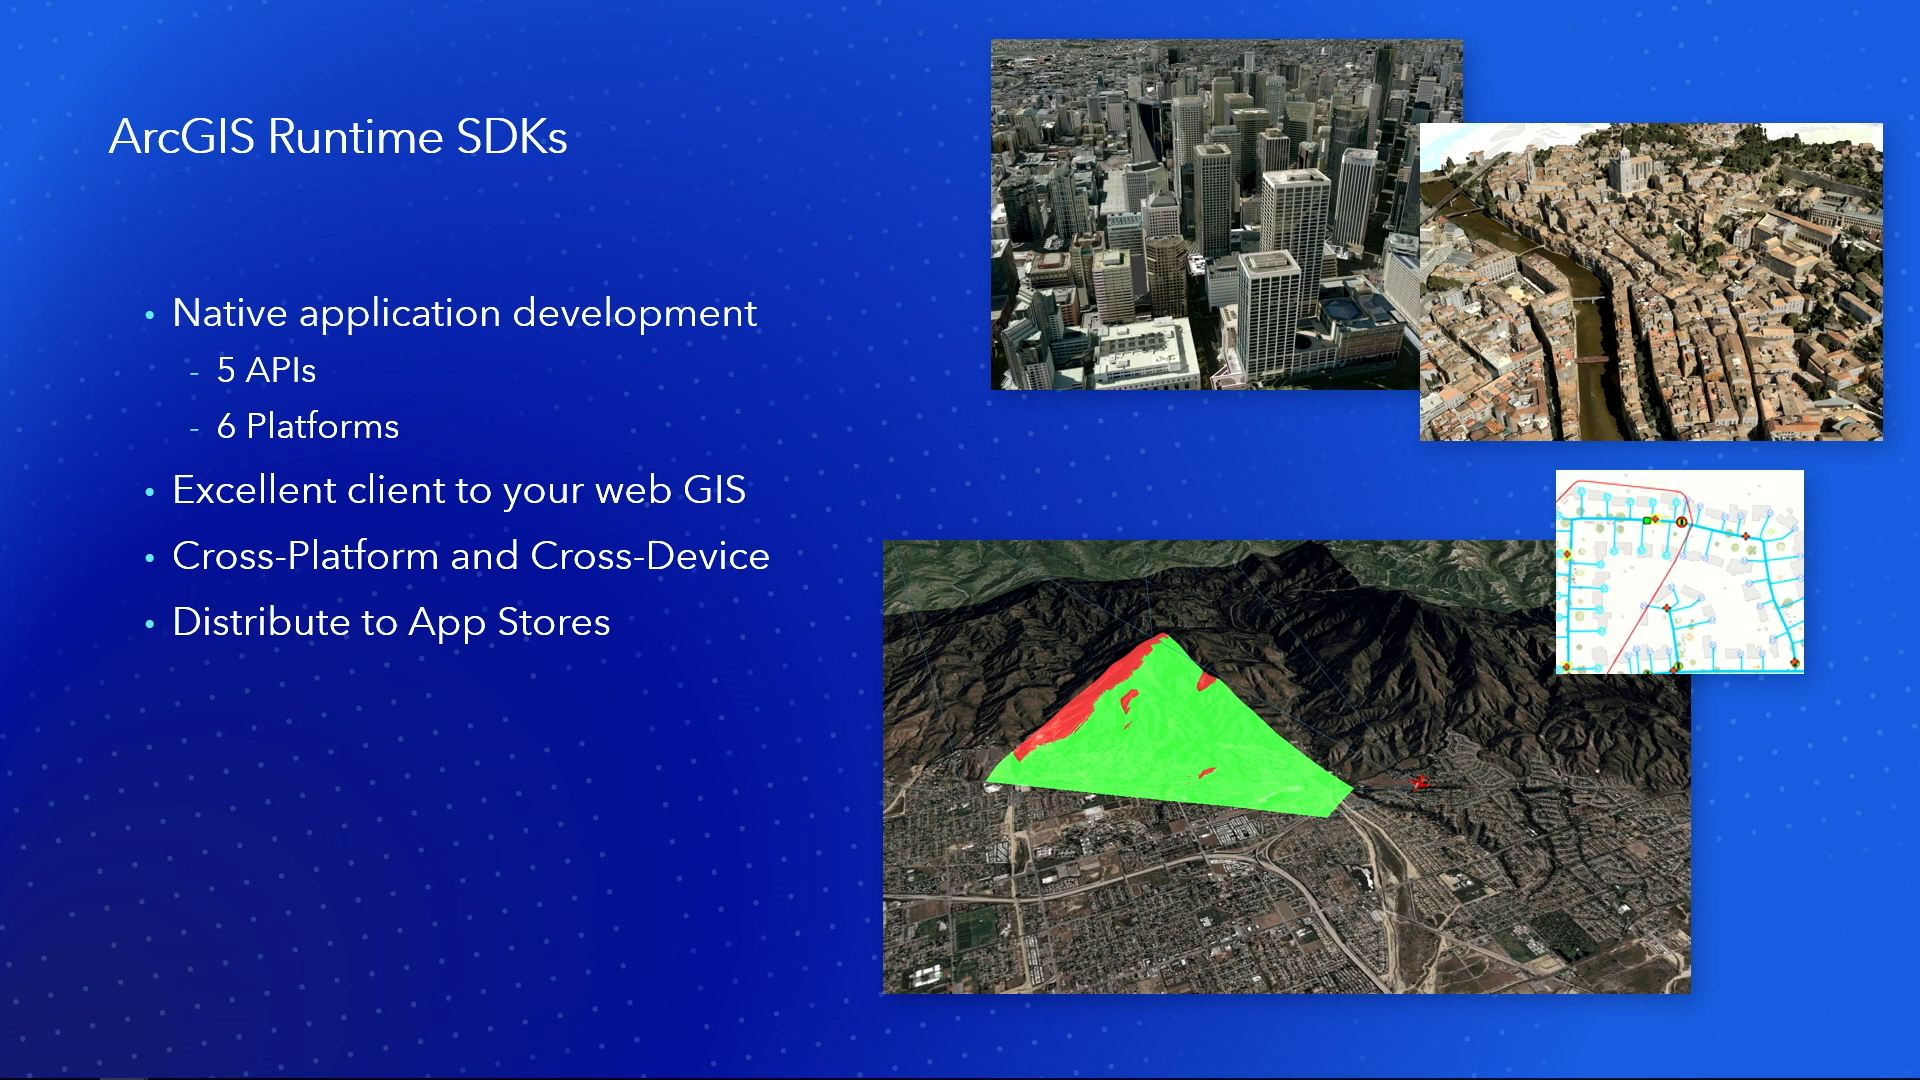 ArcGIS Runtime SDKs
• Native application development
- 5 APIs
- 6 Platforms
• Excellent client to your web GIS
• Cross-Platform and Cross-Device
• Distribute to App Stores